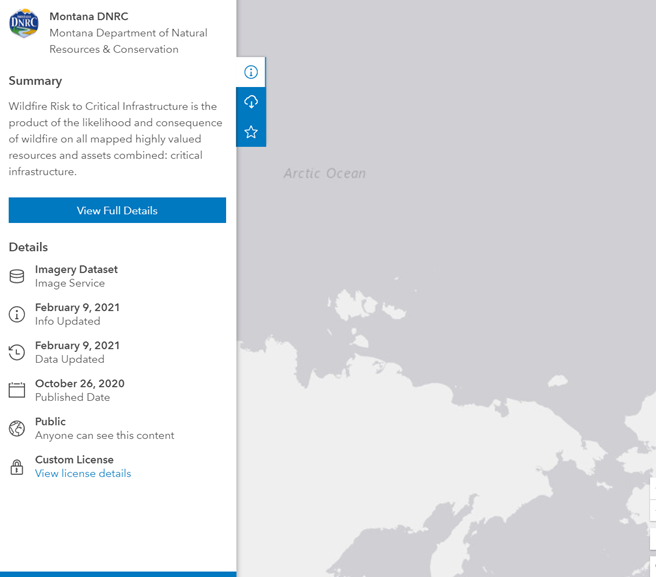 DNRC
Montana DNRC
Montana Department of Natural
Resources & Conservation
Summary
Wildfire Risk to Critical Infrastructure is the
product of the likelihood and consequence
of wildfire on all mapped highly valued
resources and assets combined: critical
infrastructure.
View Full Details
Details
Imagery Dataset
Image Service
February 9, 2021
Info Updated
February 9, 2021
Data Updated
October 26, 2020
Published Date
Public
Anyone can see this content
Custom License
View license details
Arctic Ocean